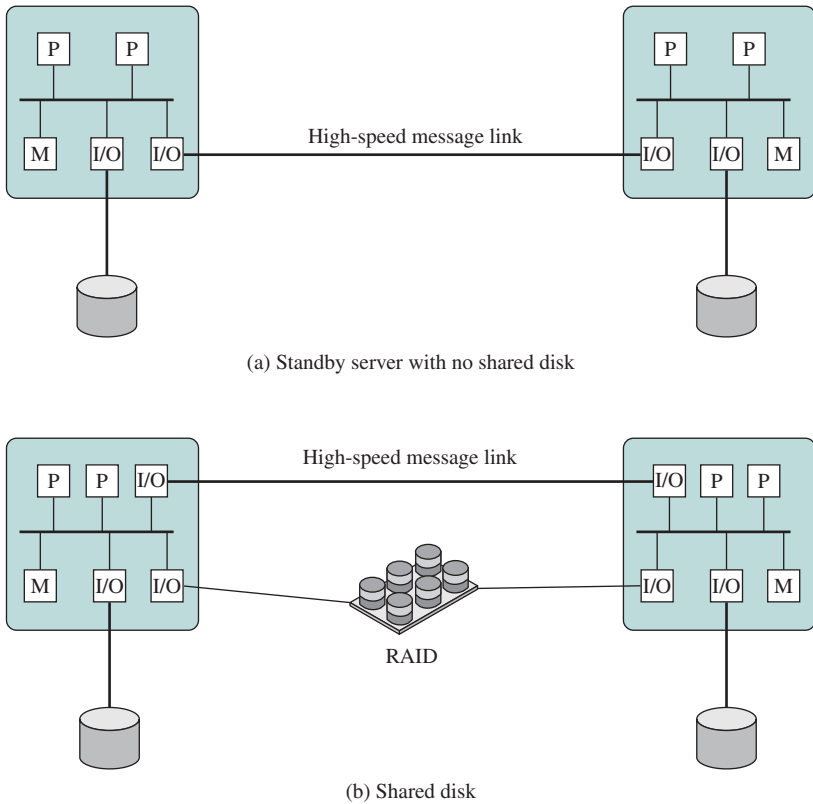 P P
P P
High-speed message link
M I/O I/O
I/O I/O M
(a) Standby server with no shared disk
High-speed message link
P P I/O
I/O P P
M I/O I/O
I/O I/O M
RAID
(b) Shared disk